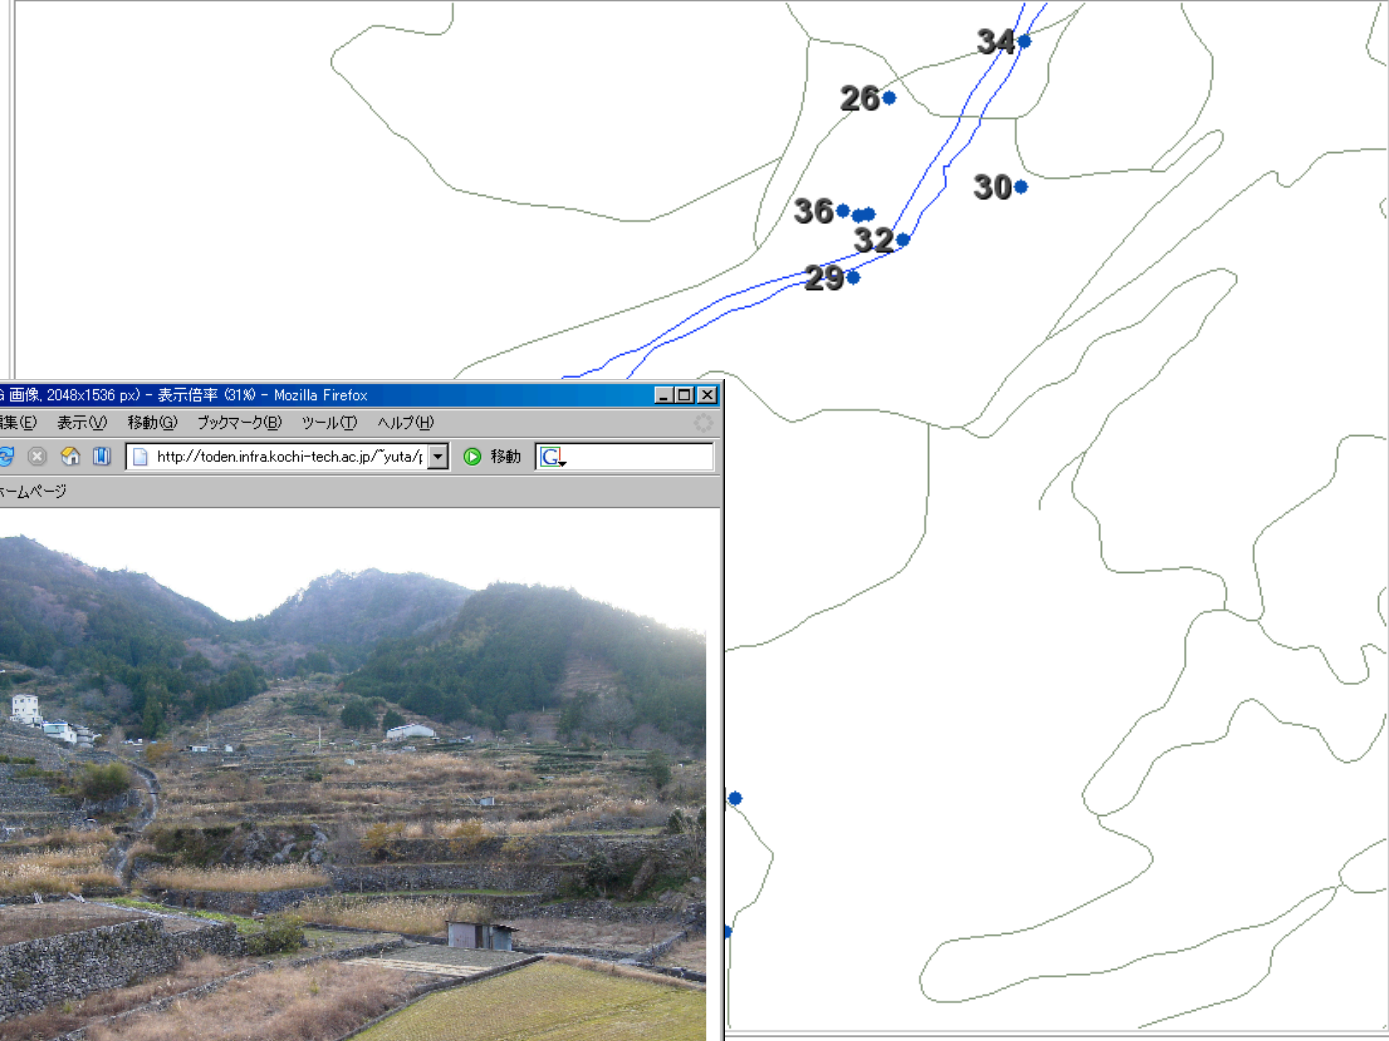 34
26
30
36
32
29
G 画像, 2048x1536 px) - 表示倍率 (31%) - Mozilla Firefox
編集(E) 表示(V) 移動(G) ブックマーク(B) ツール(T) ヘルプ(H)
http://toden.infra.kochi-tech.ac.jp/~yuta/p 移動 G
ホームページ